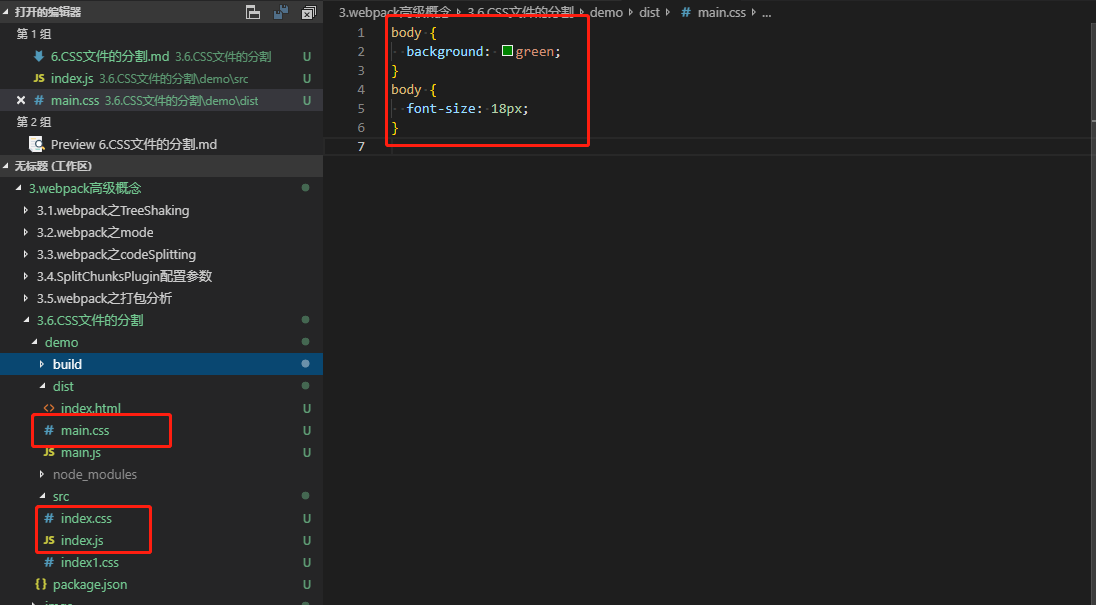 打开的编辑器
第 1 组
6.CSS文件的分割.md 3.6.CSS文件的分割 U
JS index.js 3.6.CSS文件的分割\demo\src U
# main.css 3.6.CSS文件的分割\demo\dist U
第 2 组
Preview 6.CSS文件的分割.md
无标题 (工作区)
3.webpack高级概念
3.1.webpack之TreeShaking
3.2.webpack之mode
3.3.webpack之codeSplitting
3.4.SplitChunksPlugin配置参数
3.5.webpack之打包分析
3.6.CSS文件的分割
demo
build
dist
<> index.html U
# main.css U
JS main.js U
node_modules
src
# index.css U
JS index.js U
# index1.css U
{} package.json U
3.webpack高级概念 3.6.CSS文件的分割 demo dist # main.css ...
1 body {
2 background: green;
3 }
4 body {
5 font-size: 18px;
6 }
7